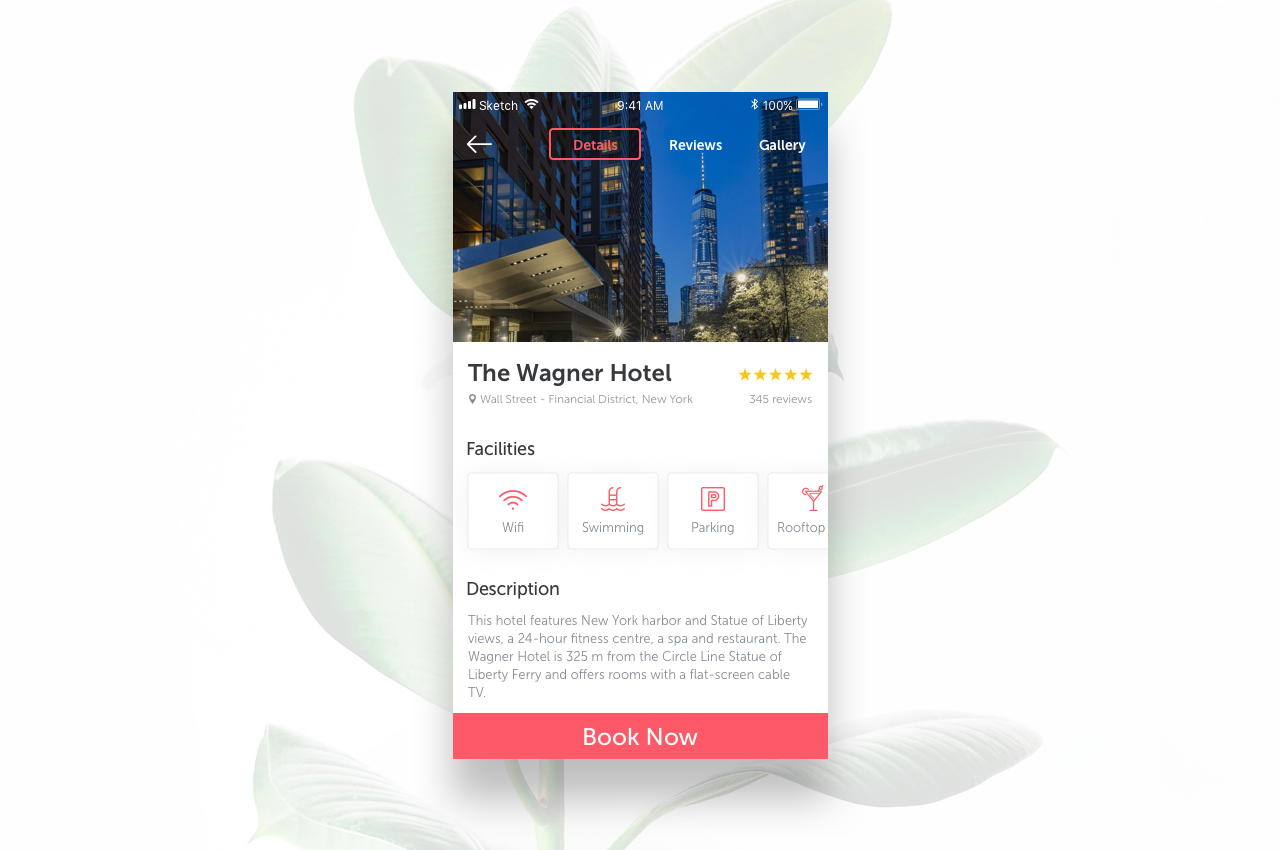 Sketch 9:41 AM 100%
Details Reviews Gallery
The Wagner Hotel
Wall Street - Financial District, New York 345 reviews
Facilities
Wifi Swimming Parking Rooftop
Description
This hotel features New York harbor and Statue of Liberty
views, a 24-hour fitness centre, a spa and restaurant. The
Wagner Hotel is 325 m from the Circle Line Statue of
Liberty Ferry and offers rooms with a flat-screen cable
TV.
Book Now